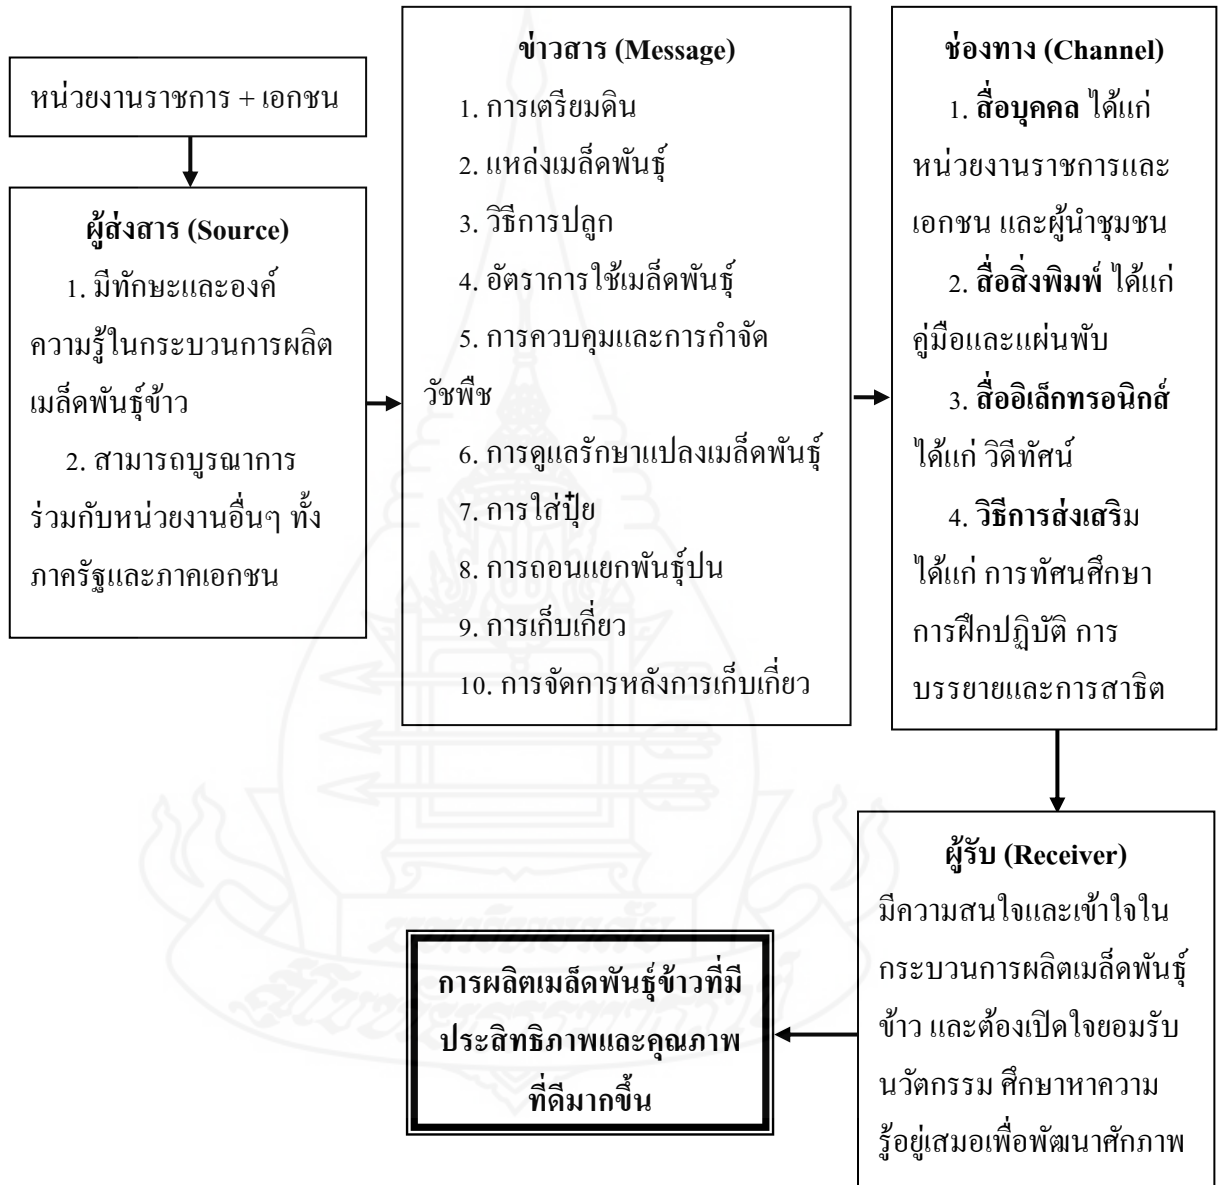 หน่วยงานราชการ + เอกชน
ผู้ส่งสาร (Source)
1. มีทักษะและองค์
ความรู้ในกระบวนการผลิต
เมล็ดพันธุ์ข้าว
2. สามารถบูรณาการ
ร่วมกับหน่วยงานอื่นๆ ทั้ง
ภาครัฐและภาคเอกชน
ข่าวสาร (Message)
1. การเตรียมดิน
2. แหล่งเมล็ดพันธุ์
3. วิธีการปลูก
4. อัตราการใช้เมล็ดพันธุ์
5. การควบคุมและการกำจัด
วัชพืช
6. การดูแลรักษาแปลงเมล็ดพันธุ์
7. การใส่ปุ๋ย
8. การถอนแยกพันธุ์ปน
9. การเก็บเกี่ยว
10. การจัดการหลังการเก็บเกี่ยว
ช่องทาง (Channel)
1. สื่อบุคคล ได้แก่
หน่วยงานราชการและ
เอกชน และผู้นำชุมชน
2. สื่อสิ่งพิมพ์ ได้แก่
คู่มือและแผ่นพับ
3. สื่ออิเล็กทรอนิกส์
ได้แก่ วิดีทัศน์
4. วิธีการส่งเสริม
ได้แก่ การทัศนศึกษา
การฝึกปฏิบัติ การ
บรรยายและการสาธิต
ผู้รับ (Receiver)
มีความสนใจและเข้าใจใน
กระบวนการผลิตเมล็ดพันธุ์
ข้าว และต้องเปิดใจยอมรับ
นวัตกรรม ศึกษาหาความ
รู้อยู่เสมอเพื่อพัฒนาศักภาพ
การผลิตเมล็ดพันธุ์ข้าวที่มี
ประสิทธิภาพและคุณภาพ
ที่ดีมากขึ้น